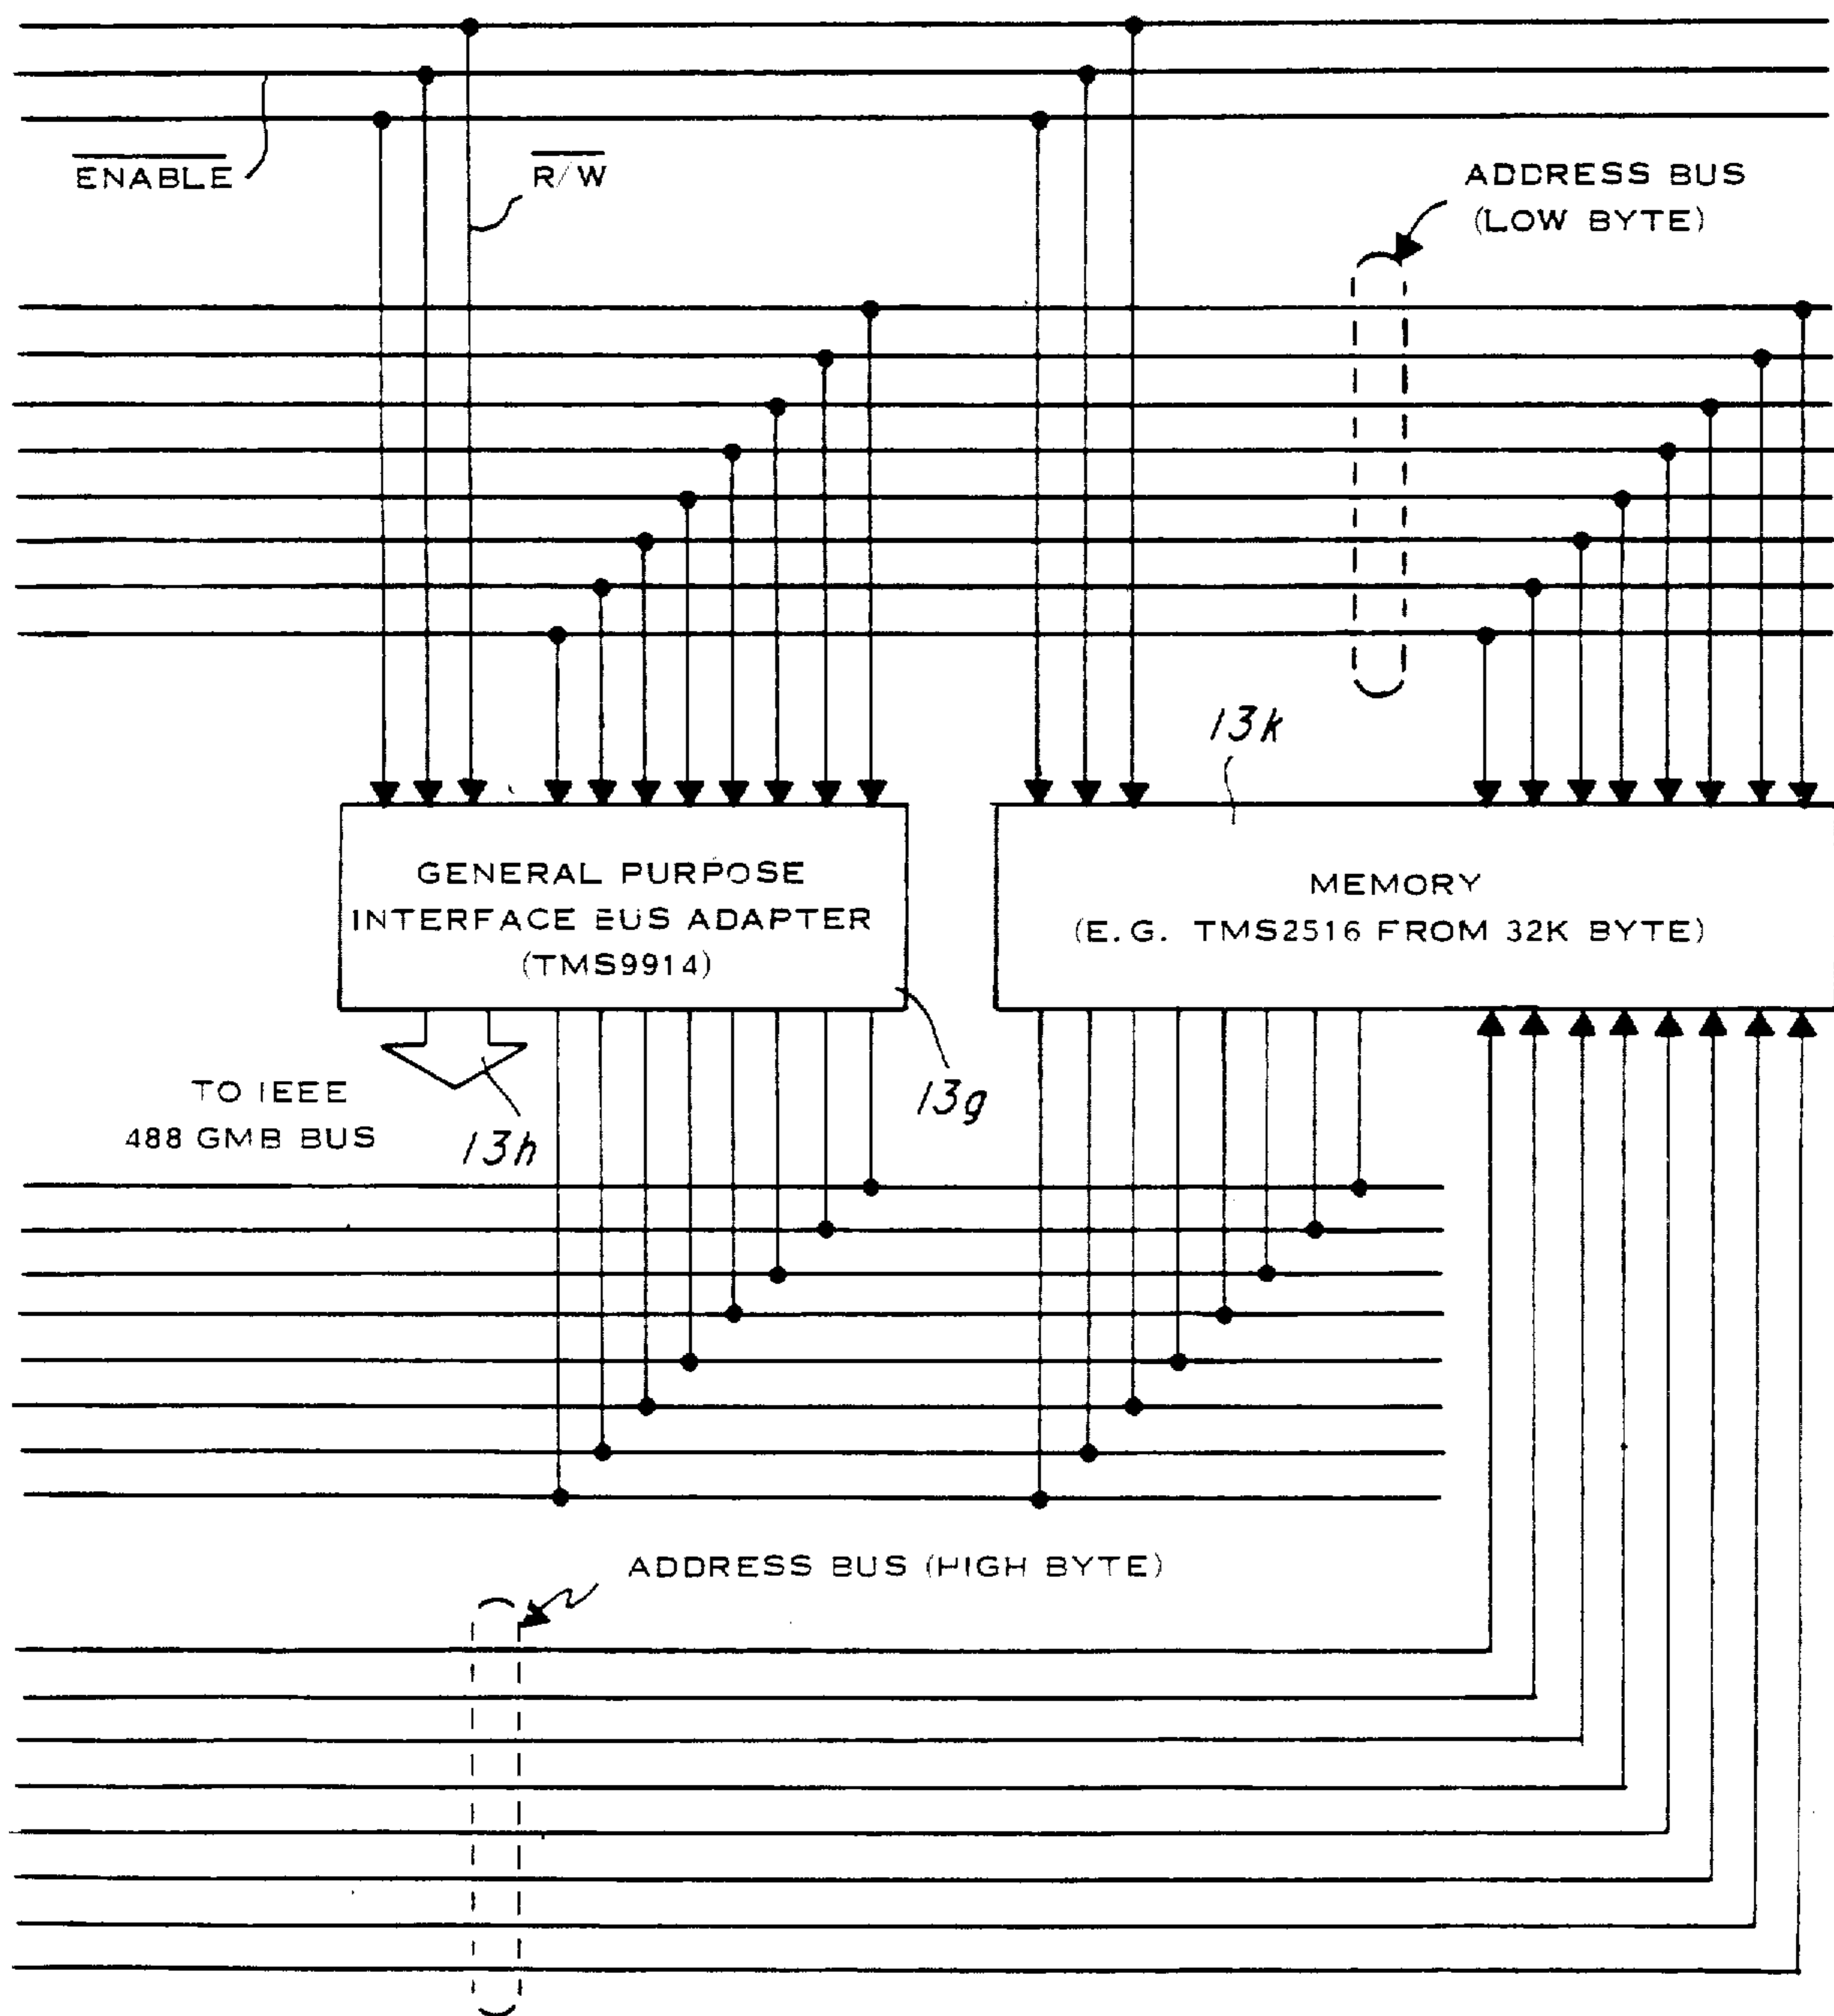 ENABLE
R/W
ADDRESS BUS
(LOW BYTE)
13k
GENERAL PURPOSE
INTERFACE BUS ADAPTER
(TMS9914)
MEMORY
(E.G. TMS2516 FROM 32K BYTE)
TO IEEE
488 GMB BUS
13h
13g
ADDRESS BUS (HIGH BYTE)